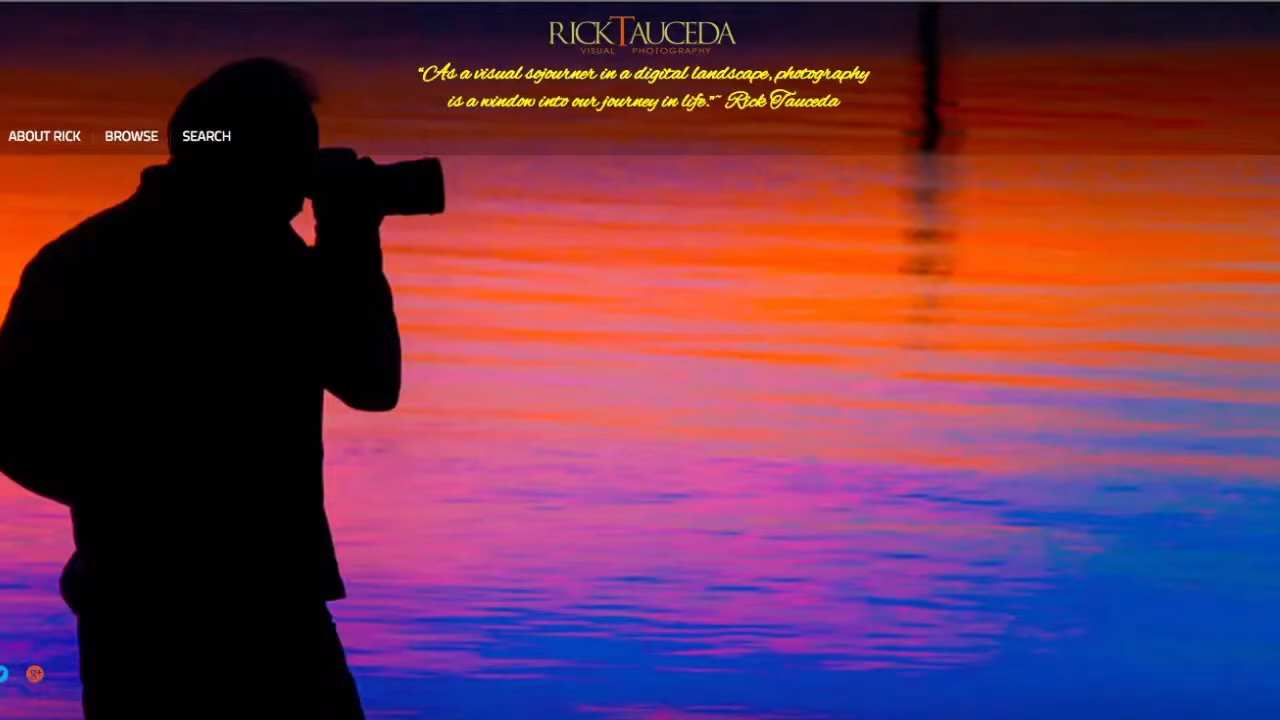 RICKTAUCEDA
VISUAL PHOTOGRAPHY
“As a visual sojourner in a digital landscape, photography
is a window into our journey in life.”~ Rick Tauceda
ABOUT RICK BROWSE SEARCH
g+